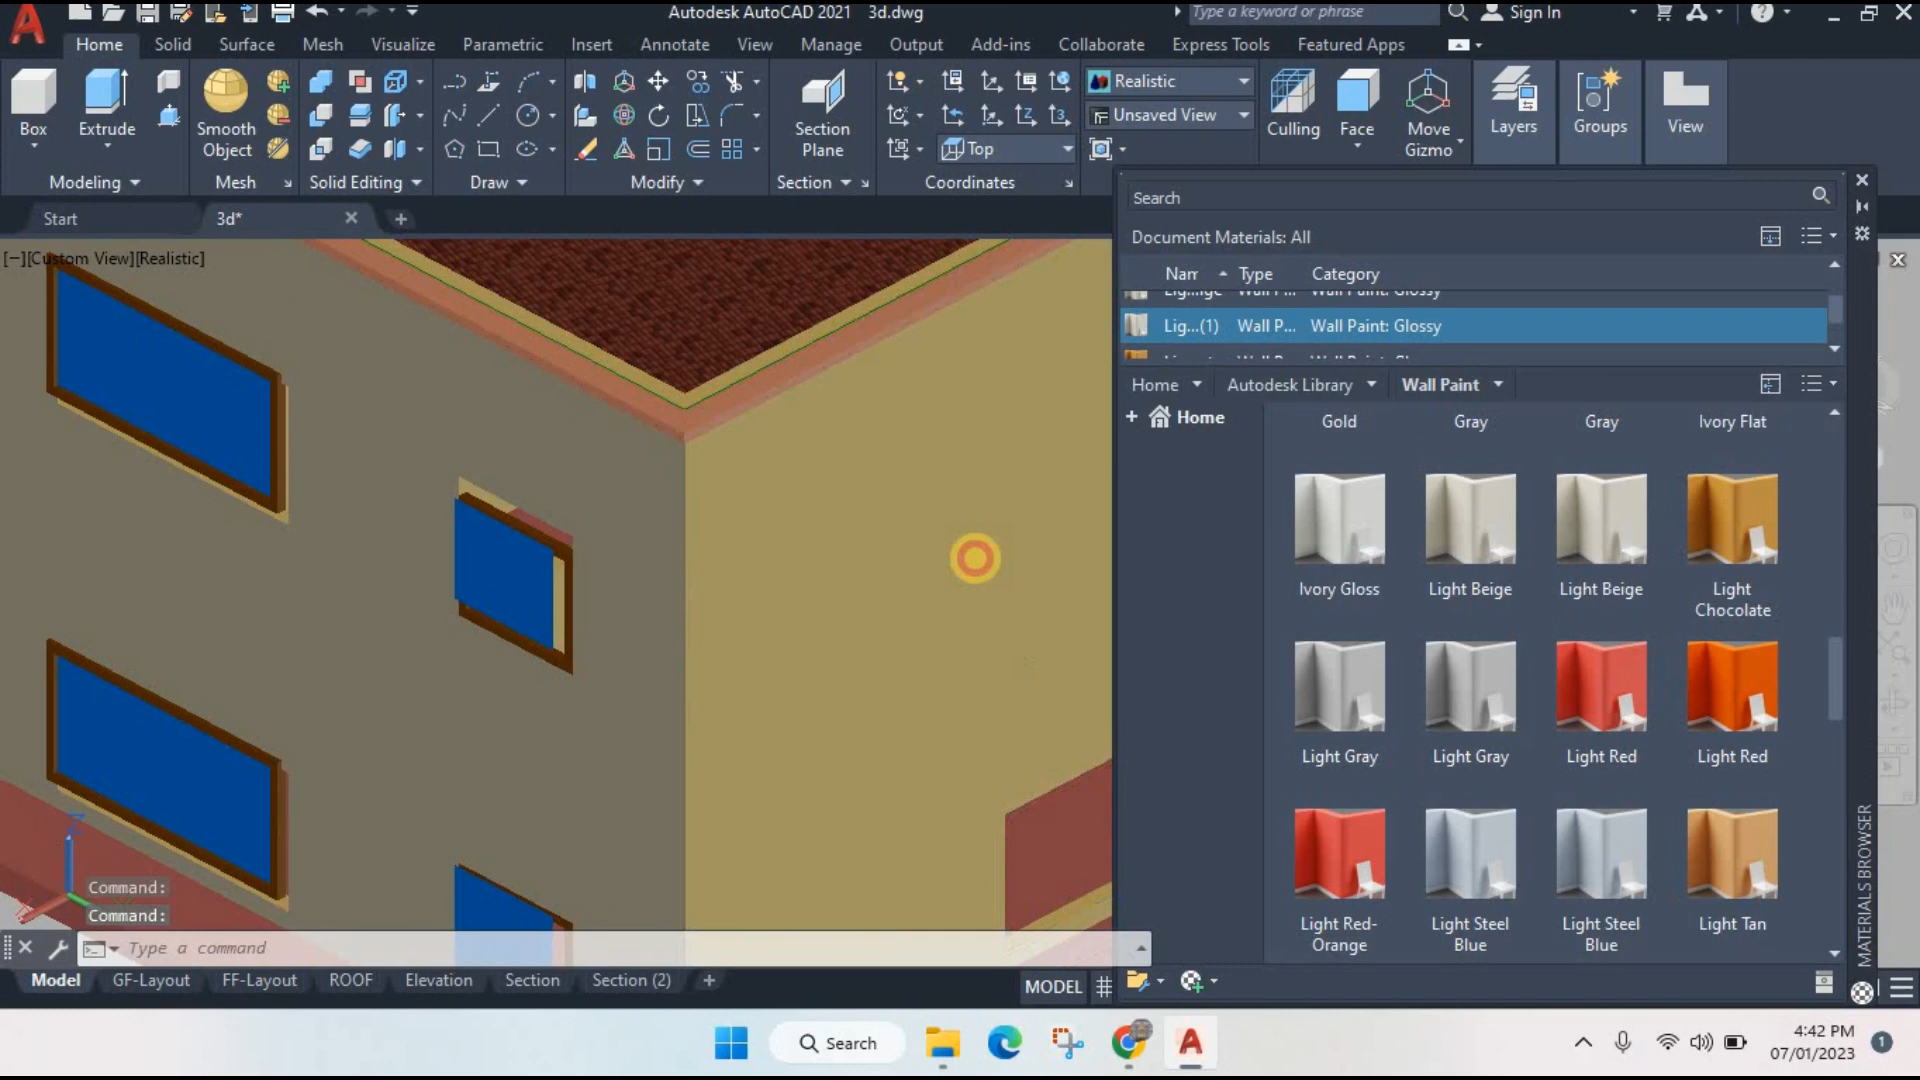 Autodesk AutoCAD 2021 3d.dwg
Type a keyword or phrase
Sign In
Home Solid Surface Mesh Visualize Parametric Insert Annotate View Manage Output Add-ins Collaborate Express Tools Featured Apps
Realistic
Unsaved View
Top
Box
Extrude
Smooth
Object
Section
Plane
Culling
Face
Move
Gizmo
Layers
Groups
View
Modeling
Mesh
Solid Editing
Draw
Modify
Section
Coordinates
Start
3d*
[−][Custom View][Realistic]
Search
Document Materials: All
Nar Type Category
Lig...(1) Wall P... Wall Paint: Glossy
Home Autodesk Library Wall Paint
Home
Gold Gray Gray Ivory Flat
Ivory Gloss Light Beige Light Beige Light
Chocolate
Light Gray Light Gray Light Red Light Red
Light Red-
Orange
Light Steel
Blue
Light Steel
Blue
Light Tan
MATERIALS BROWSER
Z
Command:
Command:
Type a command
Model GF-Layout FF-Layout ROOF Elevation Section Section (2)
MODEL
Search
4:42 PM
07/01/2023
1